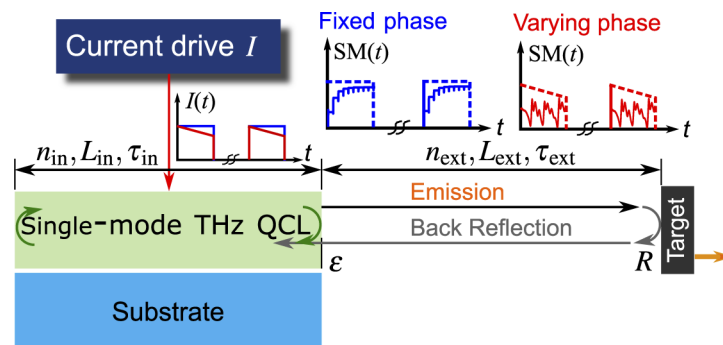 Current drive I
Fixed phase
Varying phase
SM(t)
SM(t)
I(t)
t
t
t
n_in, L_in, τ_in
n_ext, L_ext, τ_ext
Emission
Single-mode THz QCL
Back Reflection
Target
ε
R
Substrate